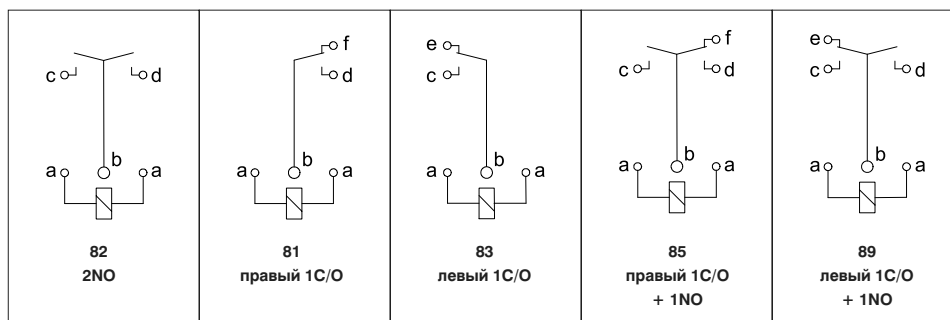 c d
a b a
82
2NO
f
d
a b a
81
правый 1C/O
e
c
a b a
83
левый 1C/O
f
c d
a b a
85
правый 1C/O
+ 1NO
e
c d
a b a
89
левый 1C/O
+ 1NO